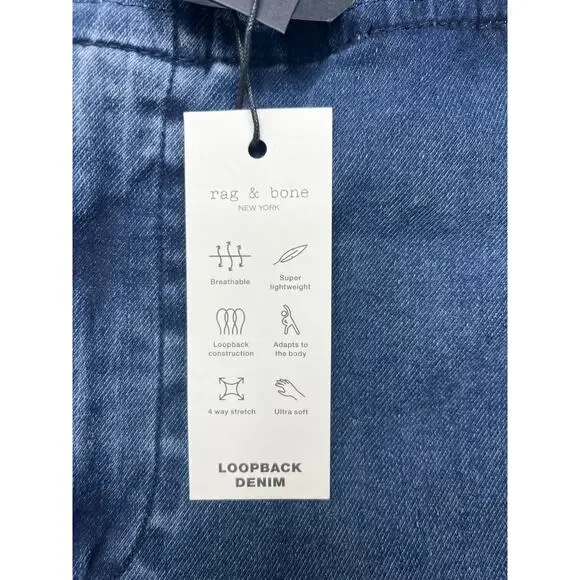 rag & bone
NEW YORK
Breathable
Super
lightweight
Loopback
construction
Adapts to
the body
4 way stretch
Ultra soft
LOOPBACK
DENIM